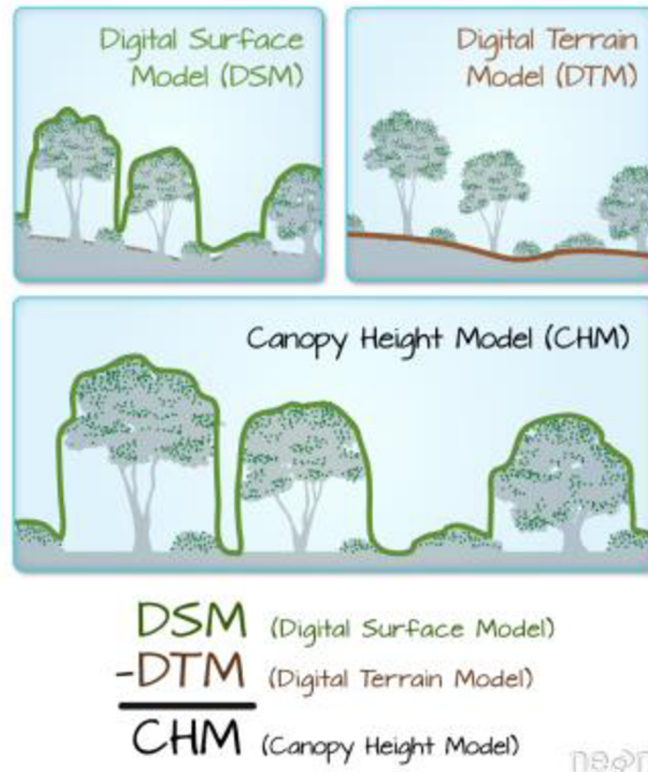 Digital Surface
Model (DSM)
Digital Terrain
Model (DTM)
Canopy Height Model (CHM)
DSM (Digital Surface Model)
-DTM (Digital Terrain Model)
CHM (Canopy Height Model)